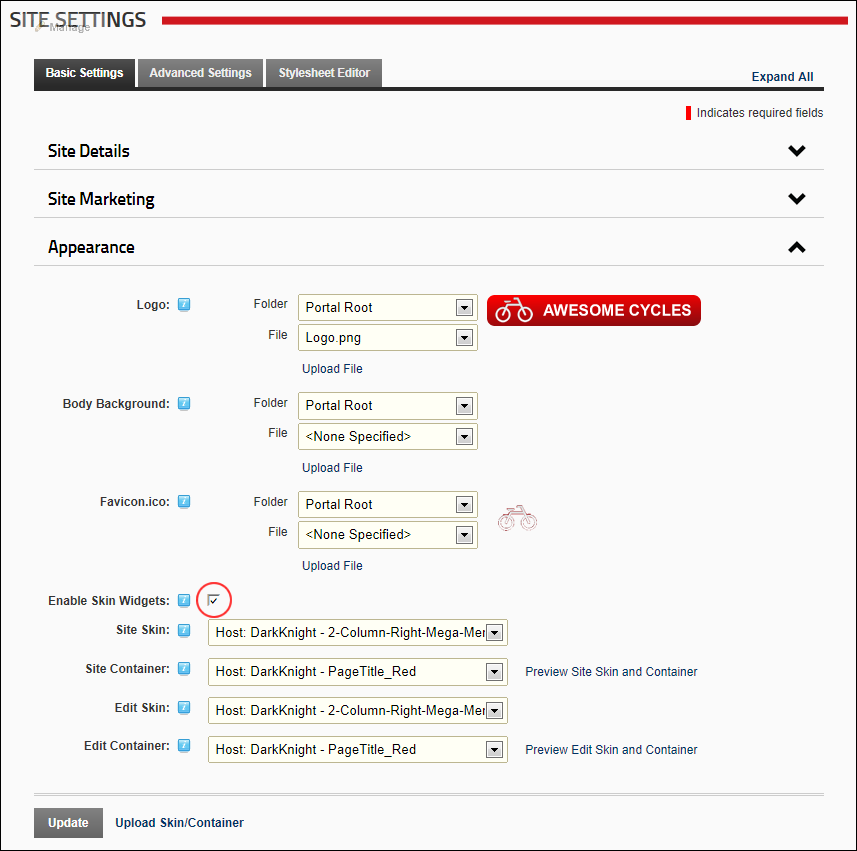 SITE SETTINGS
Manage
Basic Settings Advanced Settings Stylesheet Editor Expand All
Indicates required fields
Site Details
Site Marketing
Appearance
Logo: Folder Portal Root AWESOME CYCLES
File Logo.png
Upload File
Body Background: Folder Portal Root
File <None Specified>
Upload File
Favicon.ico: Folder Portal Root
File <None Specified>
Upload File
Enable Skin Widgets:
Site Skin: Host: DarkKnight - 2-Column-Right-Mega-Mer
Site Container: Host: DarkKnight - PageTitle_Red Preview Site Skin and Container
Edit Skin: Host: DarkKnight - 2-Column-Right-Mega-Mer
Edit Container: Host: DarkKnight - PageTitle_Red Preview Edit Skin and Container
Update Upload Skin/Container